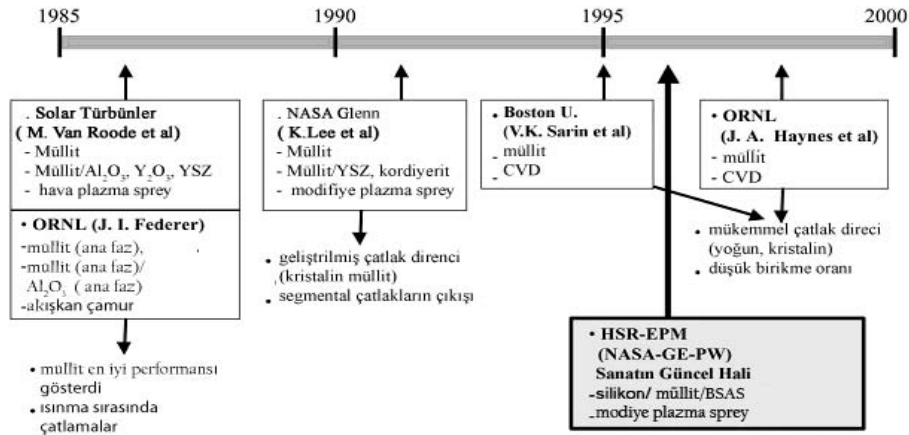 1985 1990 1995 2000
. Solar Türbünler
( M. Van Roode et al)
- Müllit
- Müllit/Al₂O₃, Y₂O₃, YSZ
- hava plazma sprey
• ORNL (J. I. Federer)
-müllit (ana faz),
-müllit (ana faz)/
Al₂O₃ ( ana faz)
-akışkan çamur
• müllit en iyi performansı
gösterdi
• ısınma sırasında
çatlamalar
. NASA Glenn
( K.Lee et al)
- Müllit
- Müllit/YSZ, kordiyerit
- modifiye plazma sprey
• geliştrilmiş çatlak direnci
(kristalin müllit)
• segmental çatlakların çıkışı
• Boston U.
(V.K. Sarin et al)
- müllit
- CVD
• ORNL
(J. A. Haynes et al)
- müllit
- CVD
• mükemmel çatlak direci
(yoğun, kristalin)
• düşük birikme oranı
• HSR-EPM
(NASA-GE-PW)
Sanatın Güncel Hali
-silikon/ müllit/BSAS
-modiye plazma sprey